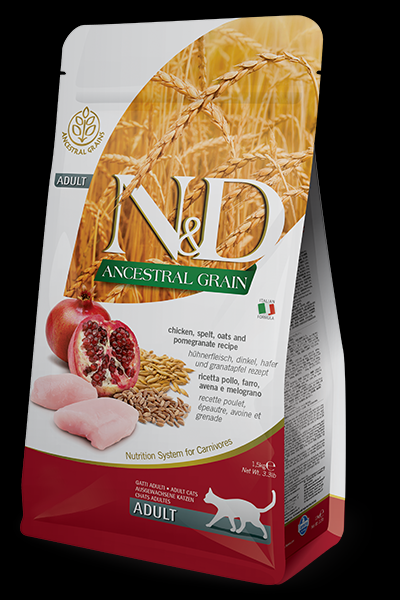 ANCESTRAL GRAINS
ADULT
N&D
ANCESTRAL GRAIN
ITALIAN
FORMULA
chicken, spelt, oats and
pomegranate recipe
hühnerfleisch, dinkel, hafer
und granatapfel rezept
ricetta pollo, farro,
avena e melograno
recette poulet,
épeautre, avoine et
grenade
Nutrition System for Carnivores
1.5kg℮
Net Wt. 3.3lb
GATTI ADULTI • ADULT CATS
AUSGEWACHSENE KATZEN
CHATS ADULTES
ADULT